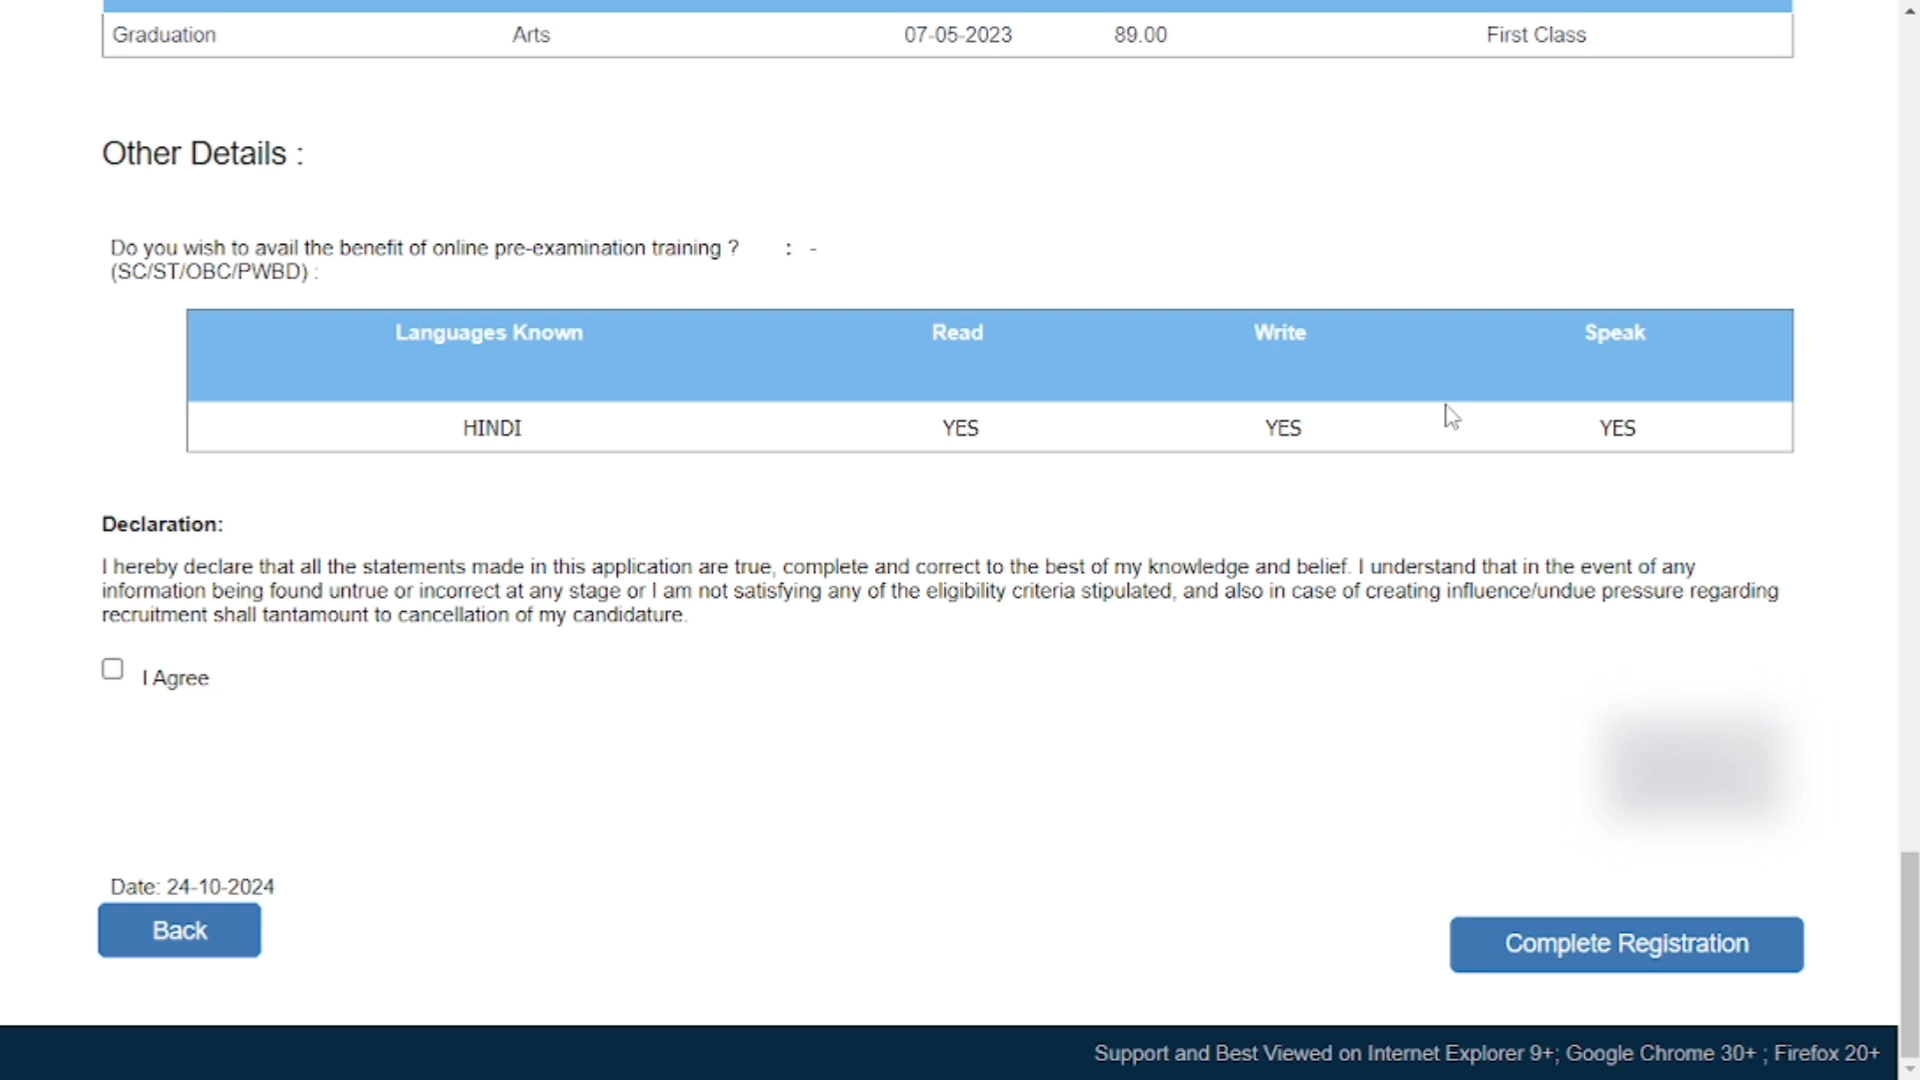 Graduation Arts 07-05-2023 89.00 First Class
Other Details :
Do you wish to avail the benefit of online pre-examination training ? : -
(SC/ST/OBC/PWBD) :
Languages Known Read Write Speak
HINDI YES YES YES
Declaration:
I hereby declare that all the statements made in this application are true, complete and correct to the best of my knowledge and belief. I understand that in the event of any
information being found untrue or incorrect at any stage or I am not satisfying any of the eligibility criteria stipulated, and also in case of creating influence/undue pressure regarding
recruitment shall tantamount to cancellation of my candidature.
I Agree
Date: 24-10-2024
Back
Complete Registration
Support and Best Viewed on Internet Explorer 9+; Google Chrome 30+ ; Firefox 20+